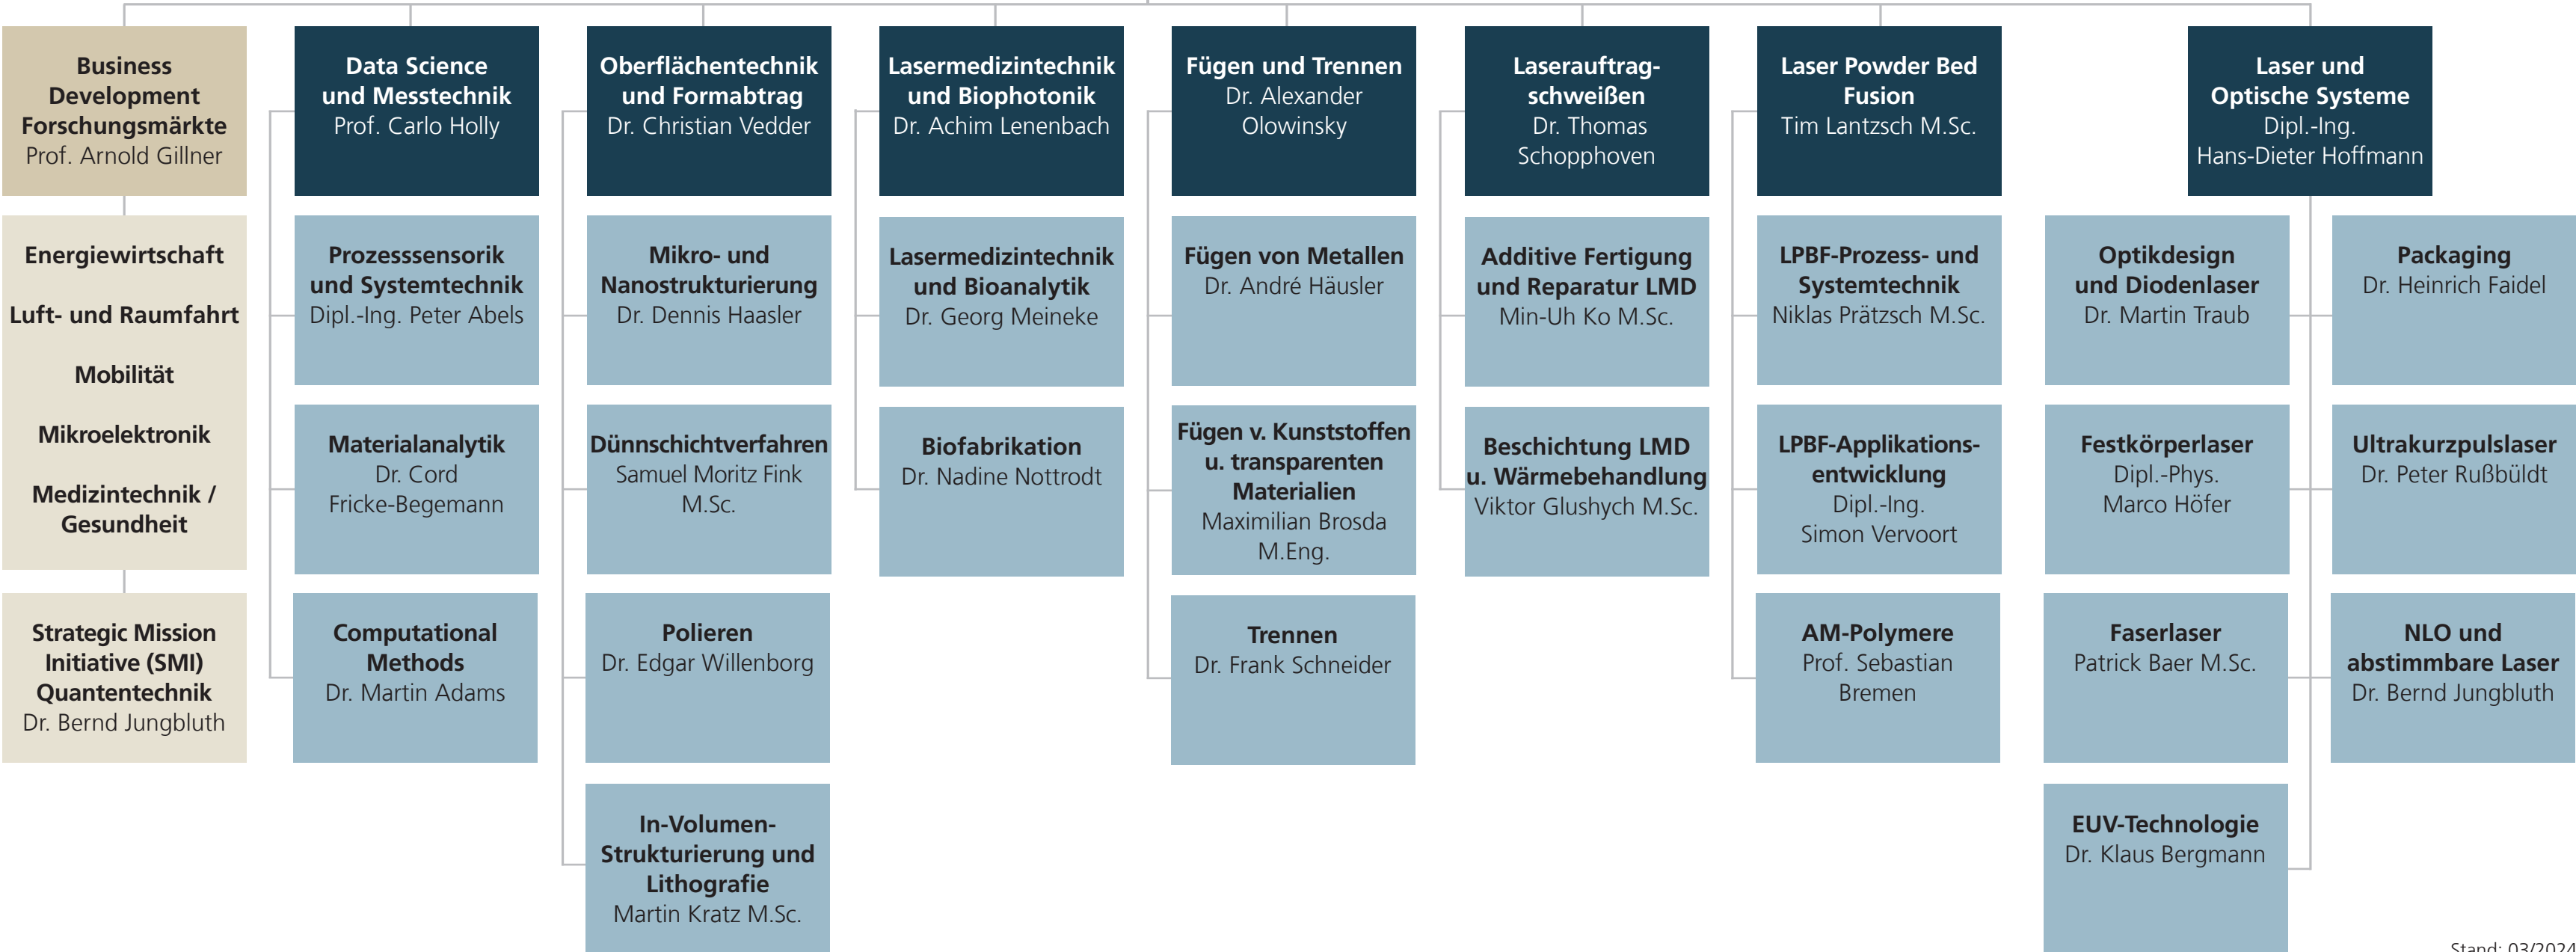 Business
Development
Forschungsmärkte
Prof. Arnold Gillner
Energiewirtschaft
Luft- und Raumfahrt
Mobilität
Mikroelektronik
Medizintechnik /
Gesundheit
Strategic Mission
Initiative (SMI)
Quantentechnik
Dr. Bernd Jungbluth
Data Science
und Messtechnik
Prof. Carlo Holly
Prozesssensorik
und Systemtechnik
Dipl.-Ing. Peter Abels
Materialanalytik
Dr. Cord
Fricke-Begemann
Computational
Methods
Dr. Martin Adams
Oberflächentechnik
und Formabtrag
Dr. Christian Vedder
Mikro- und
Nanostrukturierung
Dr. Dennis Haasler
Dünnschichtverfahren
Samuel Moritz Fink
M.Sc.
Polieren
Dr. Edgar Willenborg
In-Volumen-
Strukturierung und
Lithografie
Martin Kratz M.Sc.
Lasermedizintechnik
und Biophotonik
Dr. Achim Lenenbach
Lasermedizintechnik
und Bioanalytik
Dr. Georg Meineke
Biofabrikation
Dr. Nadine Nottrodt
Fügen und Trennen
Dr. Alexander
Olowinsky
Fügen von Metallen
Dr. André Häusler
Fügen v. Kunststoffen
u. transparenten
Materialien
Maximilian Brosda
M.Eng.
Trennen
Dr. Frank Schneider
Laserauftrag-
schweißen
Dr. Thomas
Schopphoven
Additive Fertigung
und Reparatur LMD
Min-Uh Ko M.Sc.
Beschichtung LMD
u. Wärmebehandlung
Viktor Glushych M.Sc.
Laser Powder Bed
Fusion
Tim Lantzsch M.Sc.
LPBF-Prozess- und
Systemtechnik
Niklas Prätzsch M.Sc.
LPBF-Applikations-
entwicklung
Dipl.-Ing.
Simon Vervoort
AM-Polymere
Prof. Sebastian
Bremen
Laser und
Optische Systeme
Dipl.-Ing.
Hans-Dieter Hoffmann
Optikdesign
und Diodenlaser
Dr. Martin Traub
Packaging
Dr. Heinrich Faidel
Festkörperlaser
Dipl.-Phys.
Marco Höfer
Ultrakurzpulslaser
Dr. Peter Rußbüldt
Faserlaser
Patrick Baer M.Sc.
NLO und
abstimmbare Laser
Dr. Bernd Jungbluth
EUV-Technologie
Dr. Klaus Bergmann
Stand: 03/2024